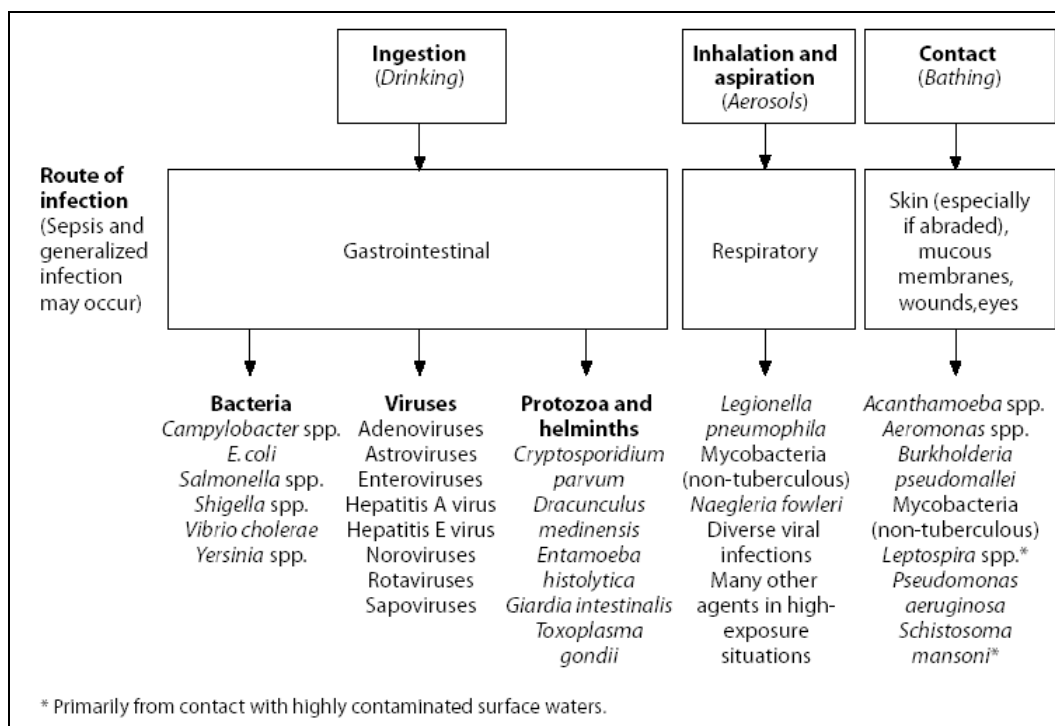 Ingestion
(Drinking)
Inhalation and
aspiration
(Aerosols)
Contact
(Bathing)
Route of
infection
(Sepsis and
generalized
infection
may occur)
Gastrointestinal
Respiratory
Skin (especially
if abraded),
mucous
membranes,
wounds,eyes
Bacteria
Campylobacter spp.
E. coli
Salmonella spp.
Shigella spp.
Vibrio cholerae
Yersinia spp.
Viruses
Adenoviruses
Astroviruses
Enteroviruses
Hepatitis A virus
Hepatitis E virus
Noroviruses
Rotaviruses
Sapoviruses
Protozoa and
helminths
Cryptosporidium
parvum
Dracunculus
medinensis
Entamoeba
histolytica
Giardia intestinalis
Toxoplasma
gondii
Legionella
pneumophila
Mycobacteria
(non-tuberculous)
Naegleria fowleri
Diverse viral
infections
Many other
agents in high-
exposure
situations
Acanthamoeba spp.
Aeromonas spp.
Burkholderia
pseudomallei
Mycobacteria
(non-tuberculous)
Leptospira spp.*
Pseudomonas
aeruginosa
Schistosoma
mansoni*
* Primarily from contact with highly contaminated surface waters.